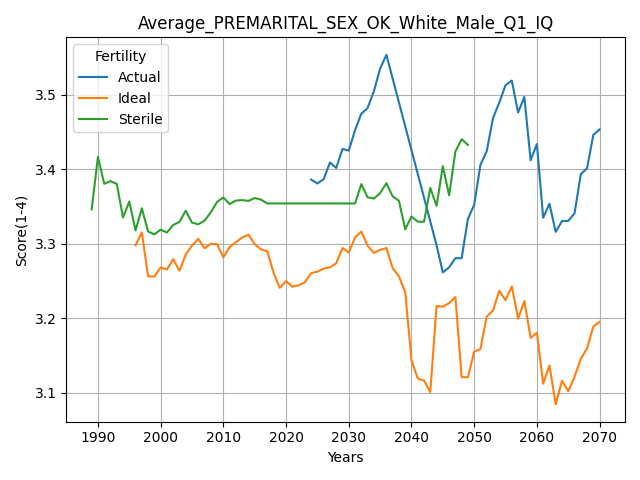 Average_PREMARITAL_SEX_OK_White_Male_Q1_IQ
Fertility
Actual
Ideal
Sterile
Score(1-4)
3.5
3.4
3.3
3.2
3.1
1990 2000 2010 2020 2030 2040 2050 2060 2070
Years